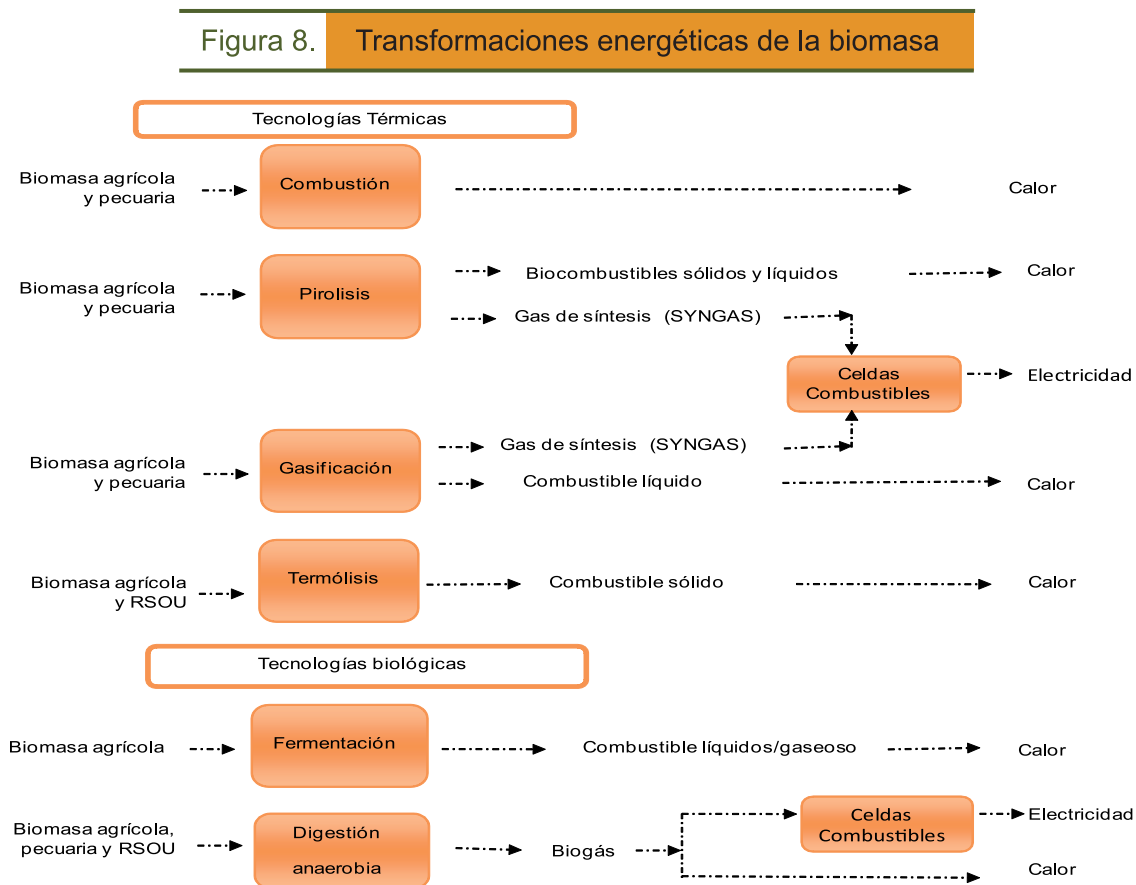 Figura 8. Transformaciones energéticas de la biomasa
Tecnologías Térmicas
Biomasa agrícola
y pecuaria
Combustión
Calor
Biomasa agrícola
y pecuaria
Pirolisis
Biocombustibles sólidos y líquidos
Calor
Gas de síntesis (SYNGAS)
Celdas
Combustibles
Electricidad
Biomasa agrícola
y pecuaria
Gasificación
Gas de síntesis (SYNGAS)
Combustible líquido
Calor
Biomasa agrícola
y RSOU
Termólisis
Combustible sólido
Calor
Tecnologías biológicas
Biomasa agrícola
Fermentación
Combustible líquidos/gaseoso
Calor
Biomasa agrícola,
pecuaria y RSOU
Digestión
anaerobia
Biogás
Celdas
Combustibles
Electricidad
Calor